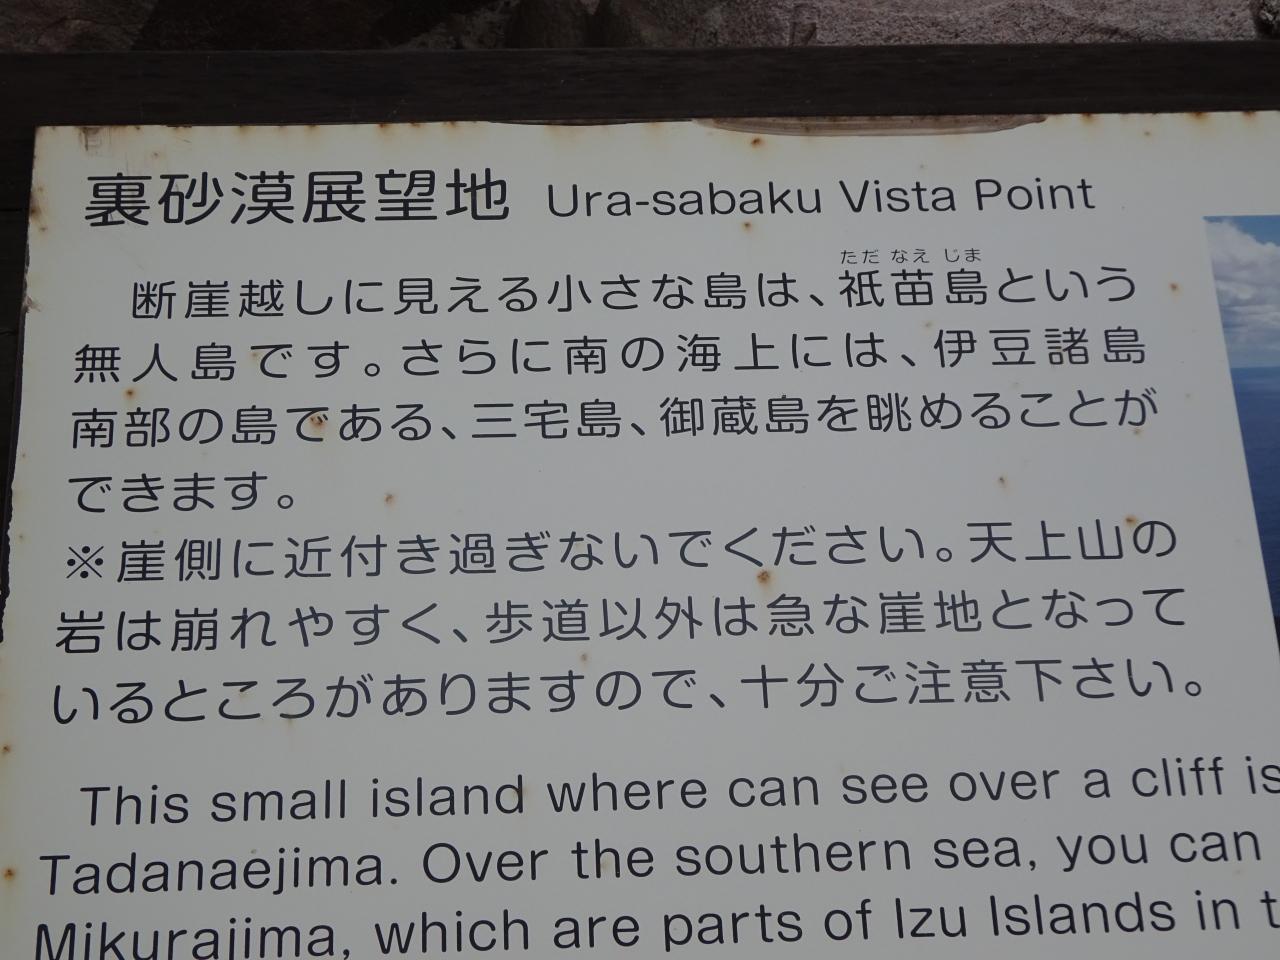 裏砂漠展望地 Ura-sabaku Vista Point
ただ なえ じま
断崖越しに見える小さな島は、祇苗島という
無人島です。さらに南の海上には、伊豆諸島
南部の島である、三宅島、御蔵島を眺めることが
できます。
※崖側に近付き過ぎないでください。天上山の
岩は崩れやすく、歩道以外は急な崖地となって
いるところがありますので、十分ご注意下さい。
This small island where can see over a cliff is
Tadanaejima. Over the southern sea, you can
Mikurajima, which are parts of Izu Islands in